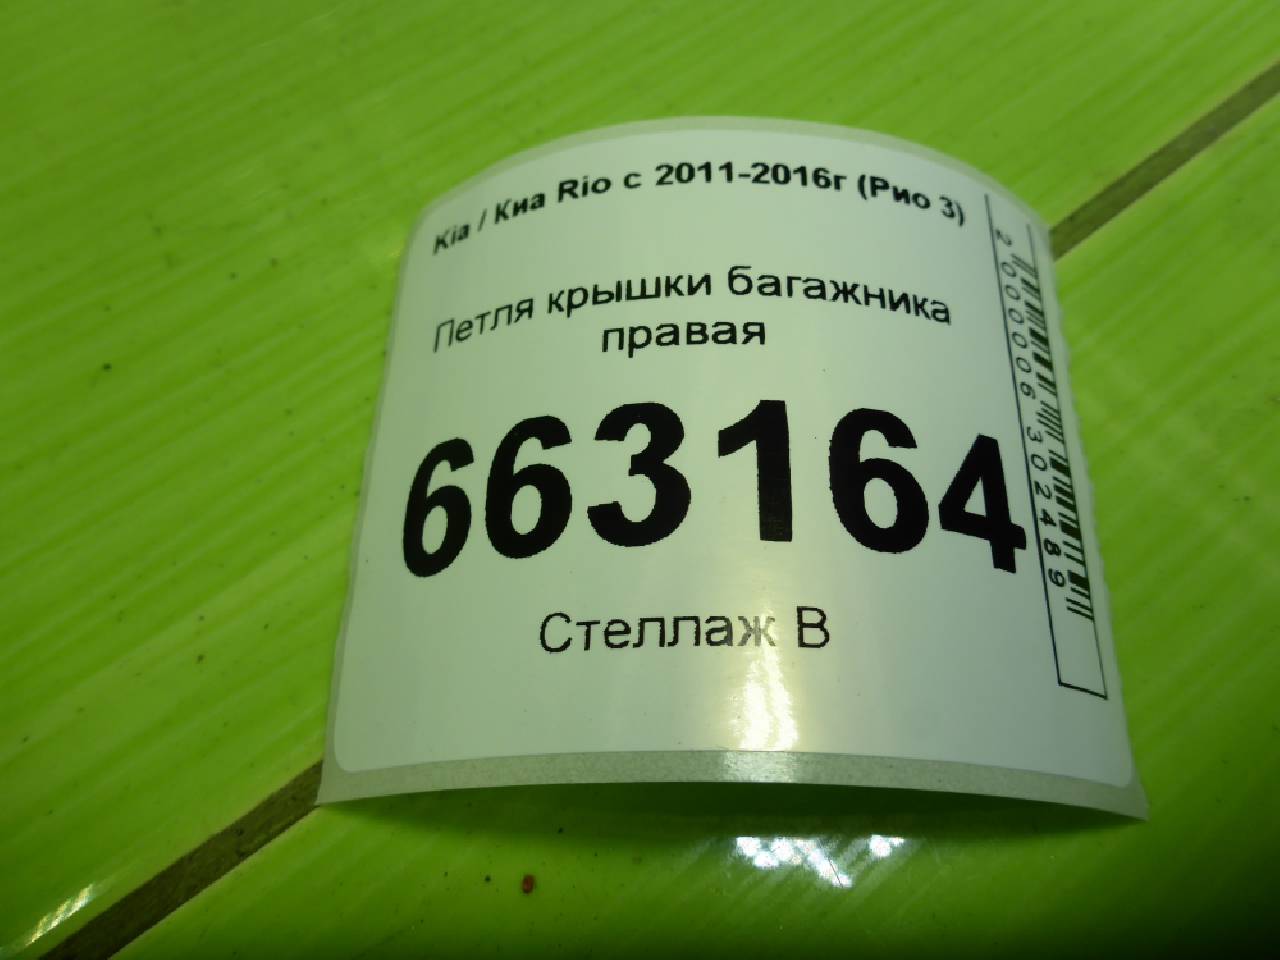 Kia / Киа Rio с 2011-2016г (Рио 3)
Петля крышки багажника
правая
663164
Стеллаж В
2000006302489